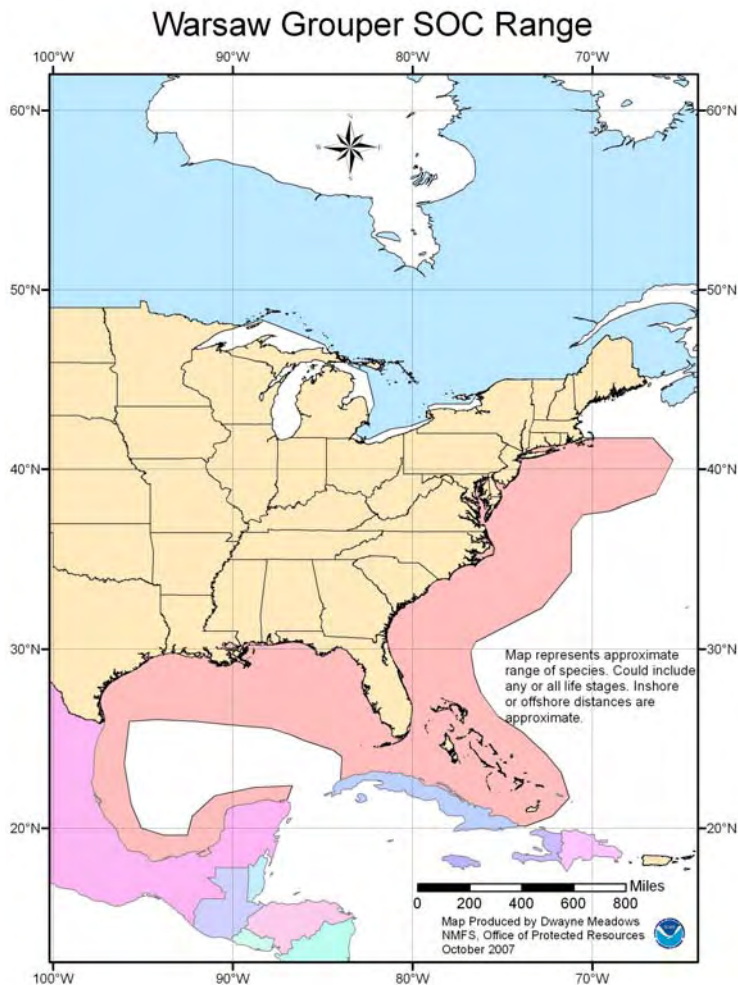 Warsaw Grouper SOC Range
100°W 90°W 80°W 70°W
60°N 60°N
50°N 50°N
40°N 40°N
30°N 30°N
Map represents approximate
range of species. Could include
any or all life stages. Inshore
or offshore distances are
approximate.
20°N 20°N
Miles
0 200 400 600 800
Map Produced by Dwayne Meadows
NMFS, Office of Protected Resources
October 2007
100°W 90°W 80°W 70°W